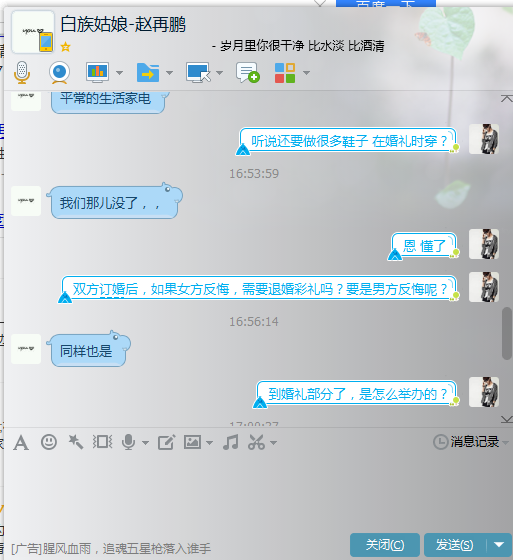 百度一下
you
白族姑娘-赵再鹏
- 岁月里你很干净 比水淡 比酒清
平常的生活家电
听说还要做很多鞋子 在婚礼时穿？
16:53:59
我们那儿没了，，
恩 懂了
双方订婚后，如果女方反悔，需要退婚彩礼吗？要是男方反悔呢？
16:56:14
同样也是
到婚礼部分了，是怎么举办的？
消息记录
[广告]腥风血雨，追魂五星枪落入谁手
关闭(C)
发送(S)